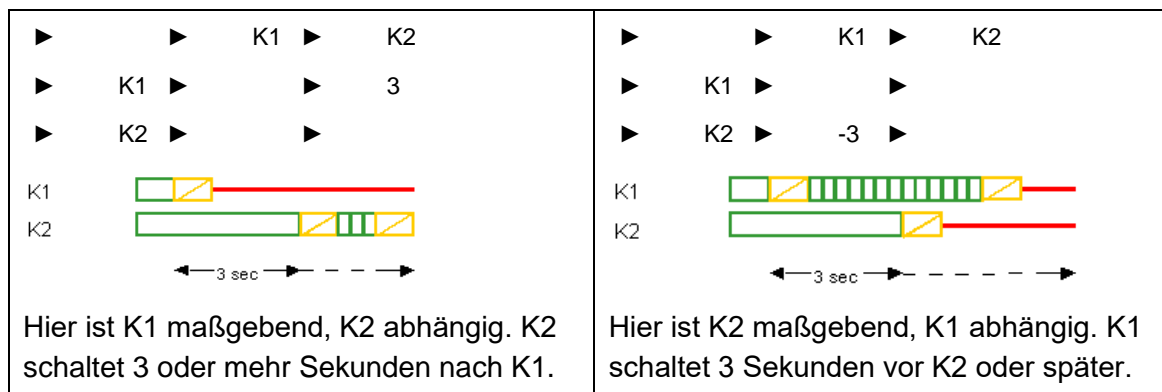 ► ► K1 ► K2
► K1 ► ► 3
► K2 ► ►
K1
K2
3 sec
Hier ist K1 maßgebend, K2 abhängig. K2
schaltet 3 oder mehr Sekunden nach K1.
► ► K1 ► K2
► K1 ► ►
► K2 ► -3 ►
K1
K2
3 sec
Hier ist K2 maßgebend, K1 abhängig. K1
schaltet 3 Sekunden vor K2 oder später.